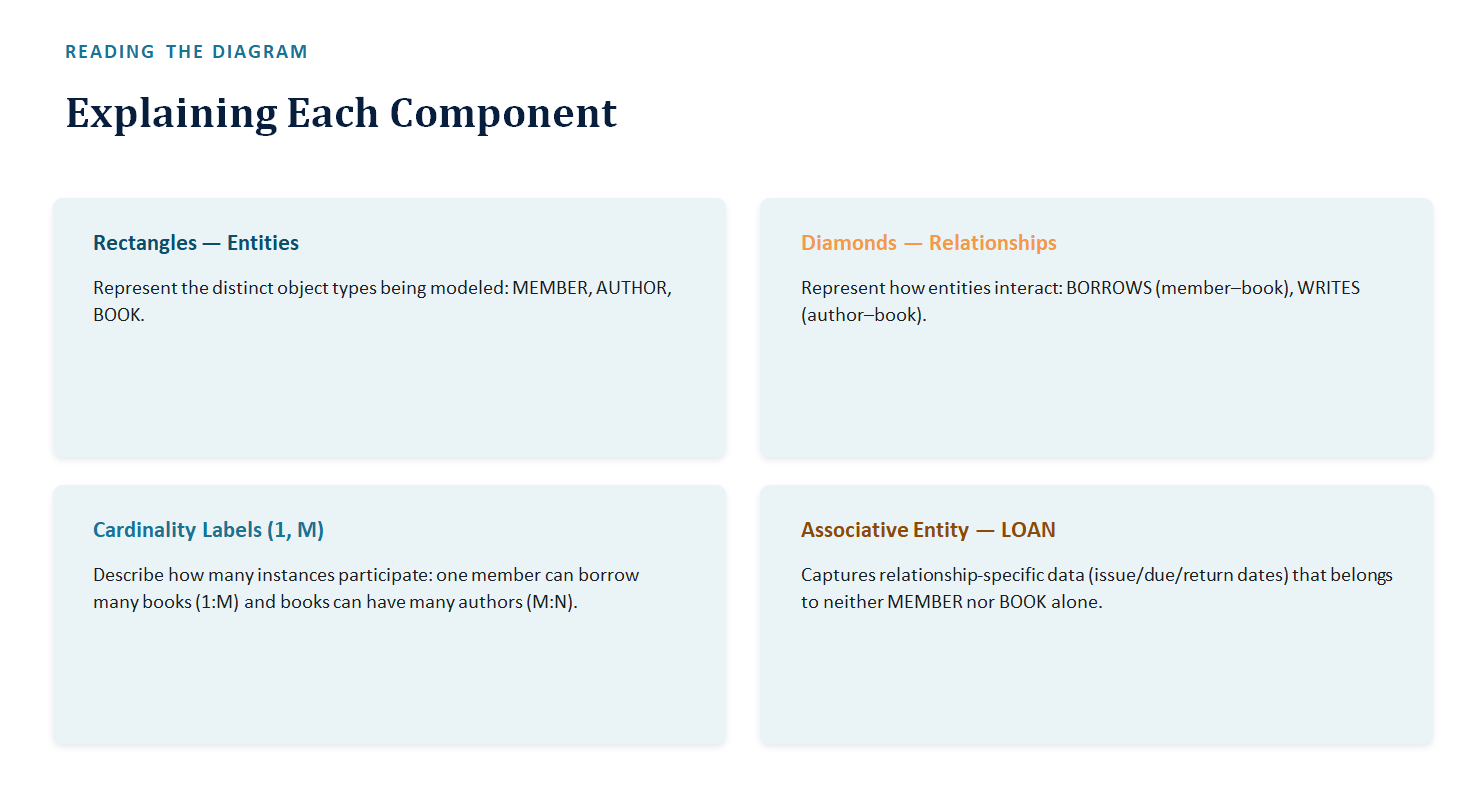 READING THE DIAGRAM
Explaining Each Component
Rectangles — Entities
Represent the distinct object types being modeled: MEMBER, AUTHOR,
BOOK.
Diamonds — Relationships
Represent how entities interact: BORROWS (member–book), WRITES
(author–book).
Cardinality Labels (1, M)
Describe how many instances participate: one member can borrow
many books (1:M) and books can have many authors (M:N).
Associative Entity — LOAN
Captures relationship-specific data (issue/due/return dates) that belongs
to neither MEMBER nor BOOK alone.